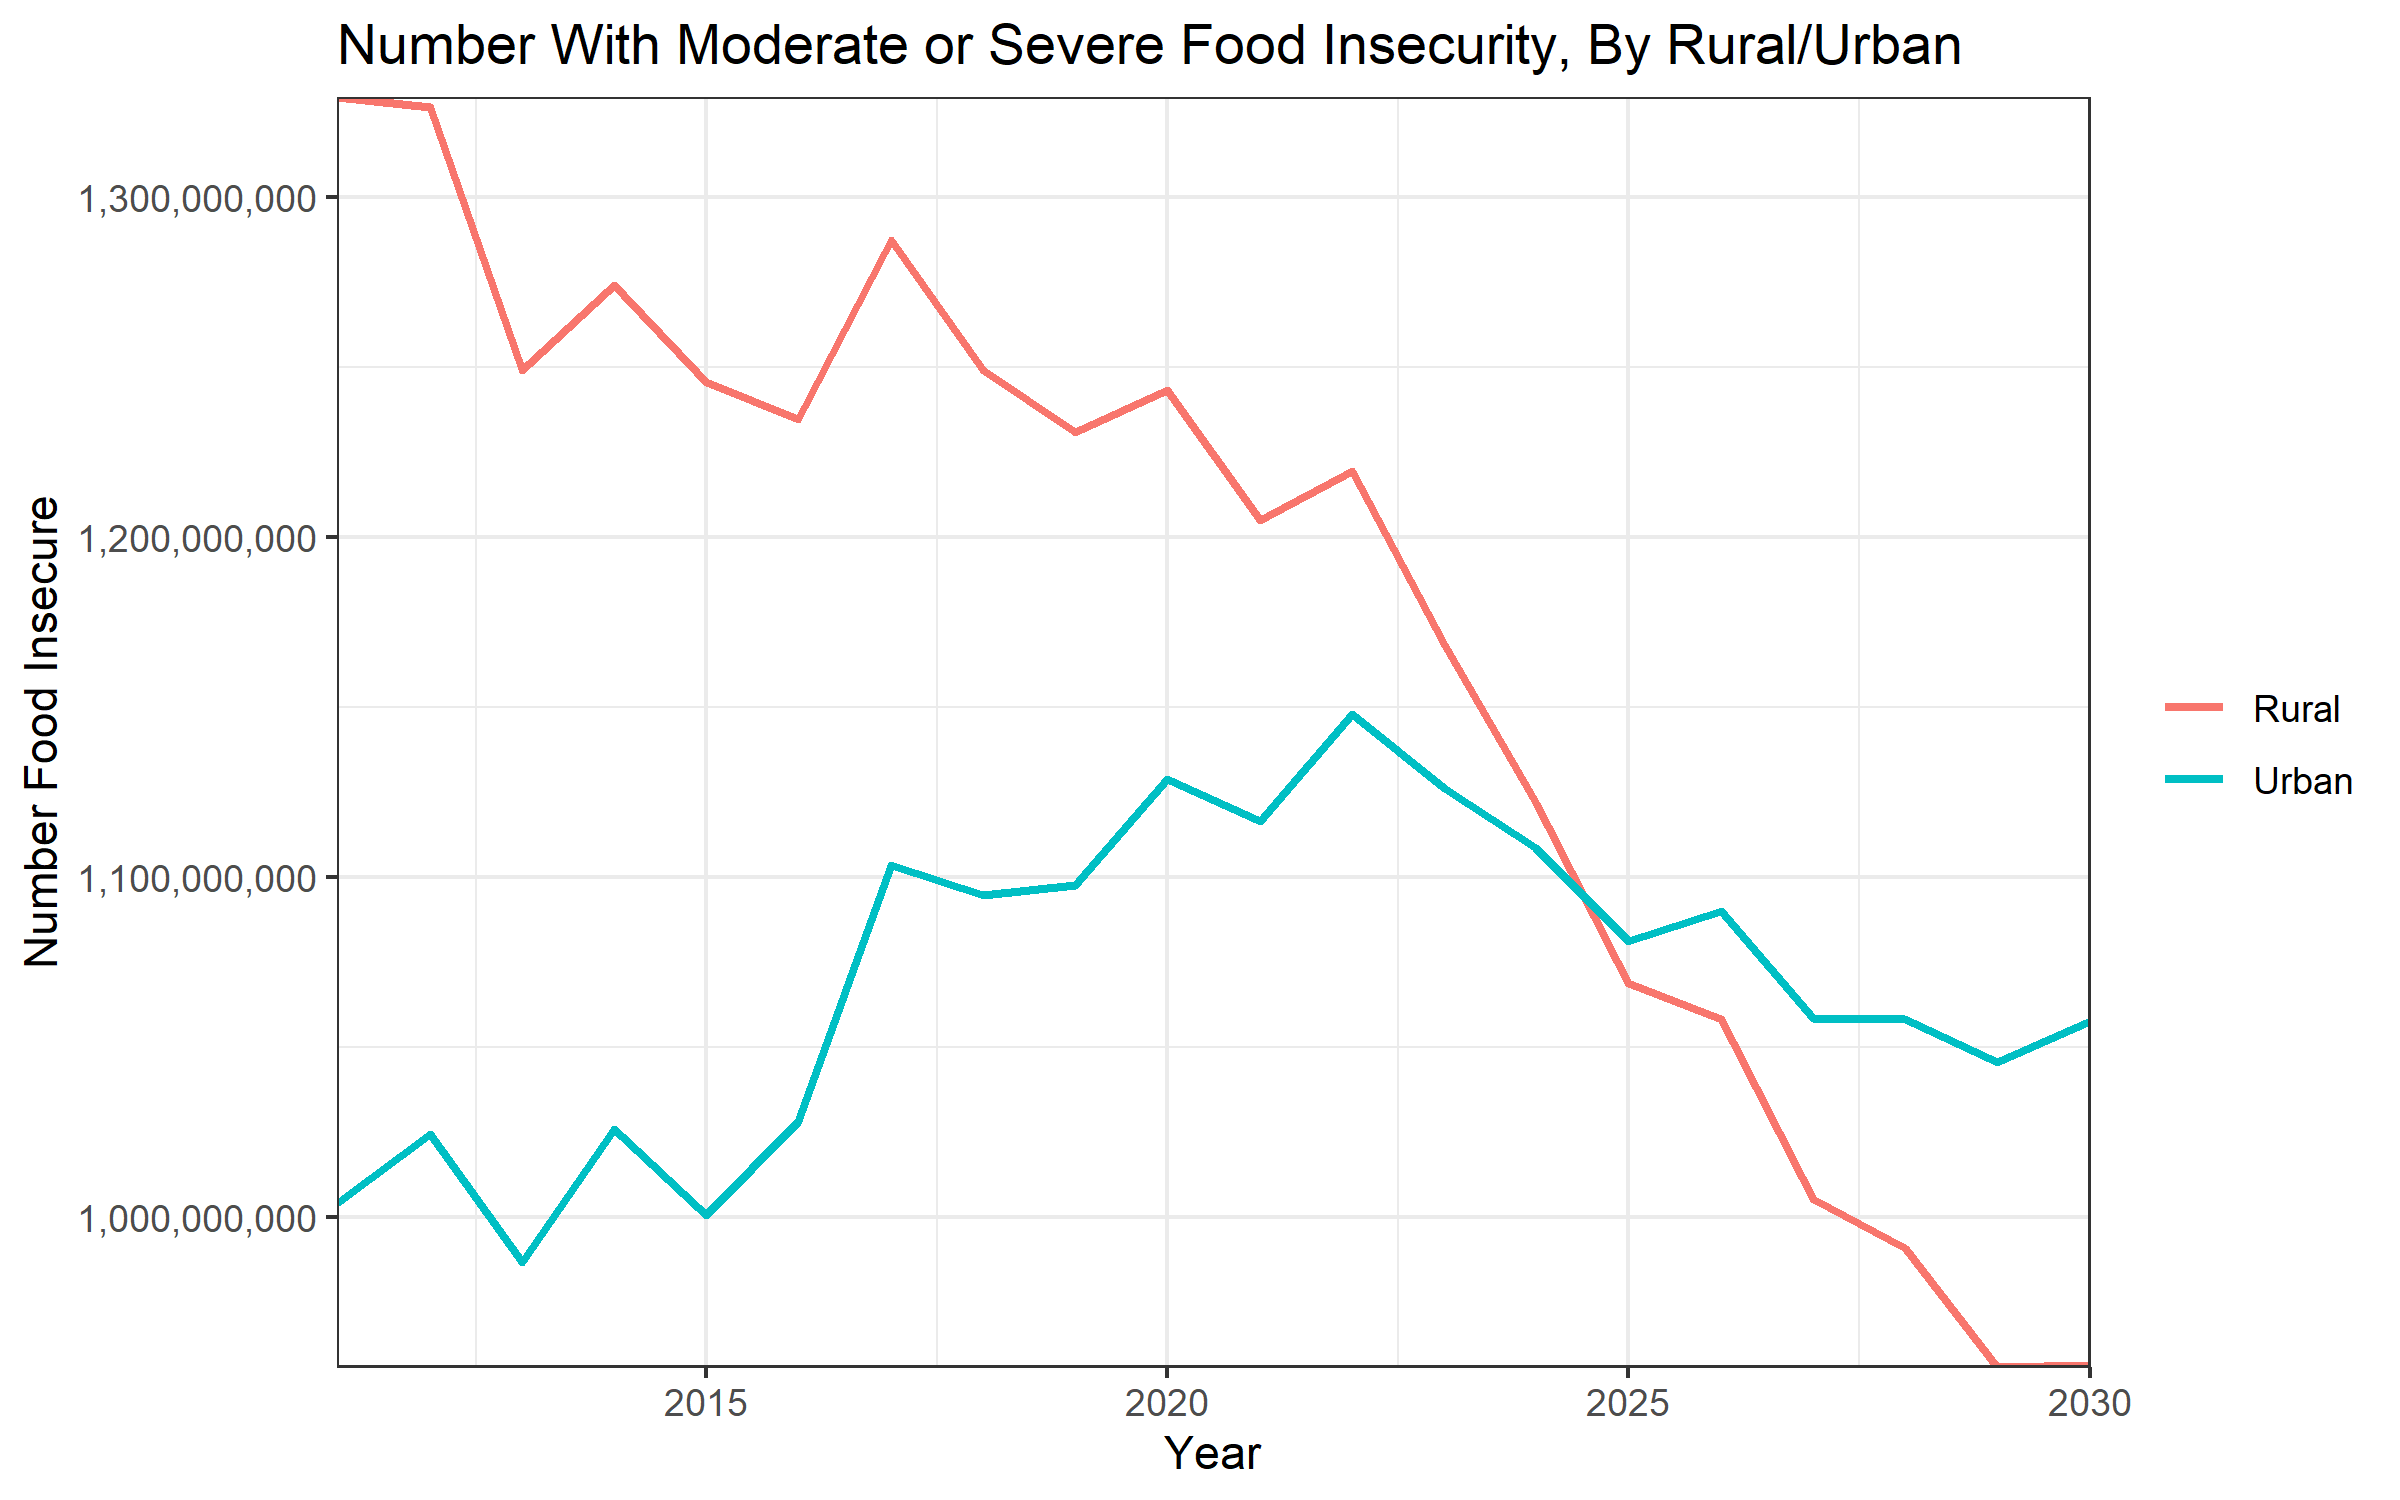 Number With Moderate or Severe Food Insecurity, By Rural/Urban
Number Food Insecure
1,300,000,000
1,200,000,000
1,100,000,000
1,000,000,000
2015
2020
2025
2030
Year
Rural
Urban